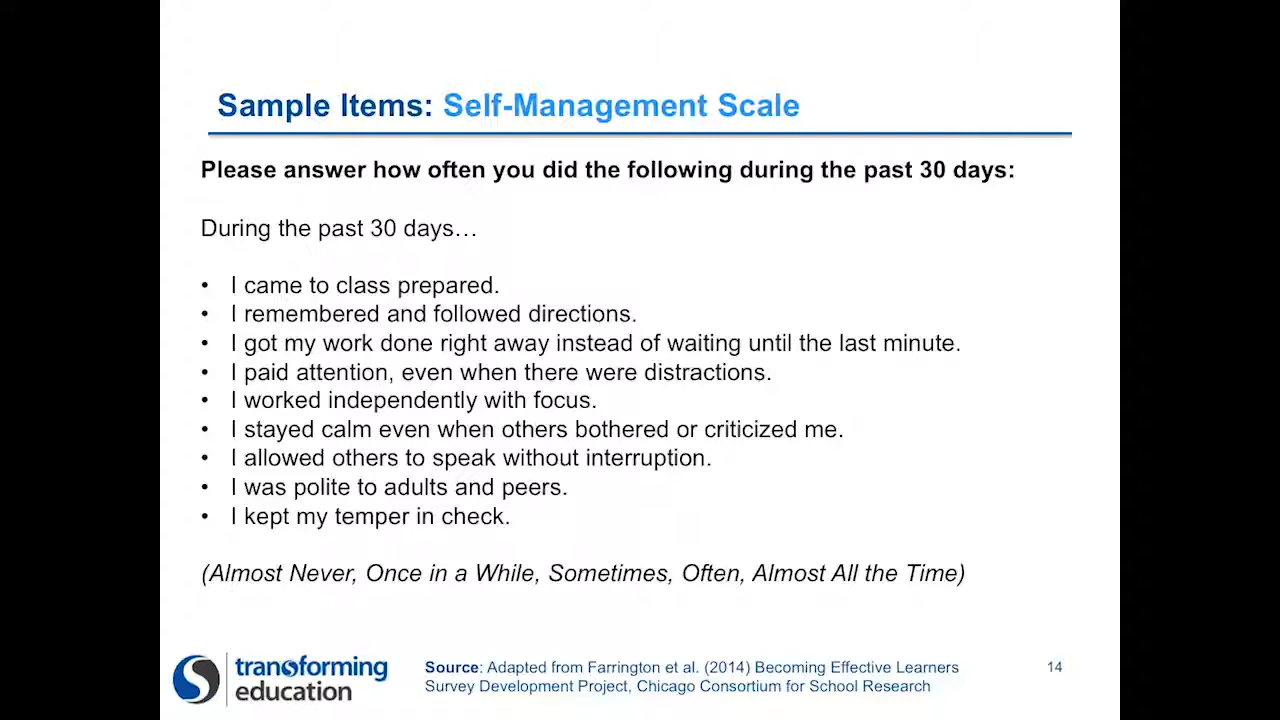 Sample Items: Self-Management Scale
Please answer how often you did the following during the past 30 days:
During the past 30 days…
• I came to class prepared.
• I remembered and followed directions.
• I got my work done right away instead of waiting until the last minute.
• I paid attention, even when there were distractions.
• I worked independently with focus.
• I stayed calm even when others bothered or criticized me.
• I allowed others to speak without interruption.
• I was polite to adults and peers.
• I kept my temper in check.
(Almost Never, Once in a While, Sometimes, Often, Almost All the Time)
transforming
education
Source: Adapted from Farrington et al. (2014) Becoming Effective Learners
Survey Development Project, Chicago Consortium for School Research
14